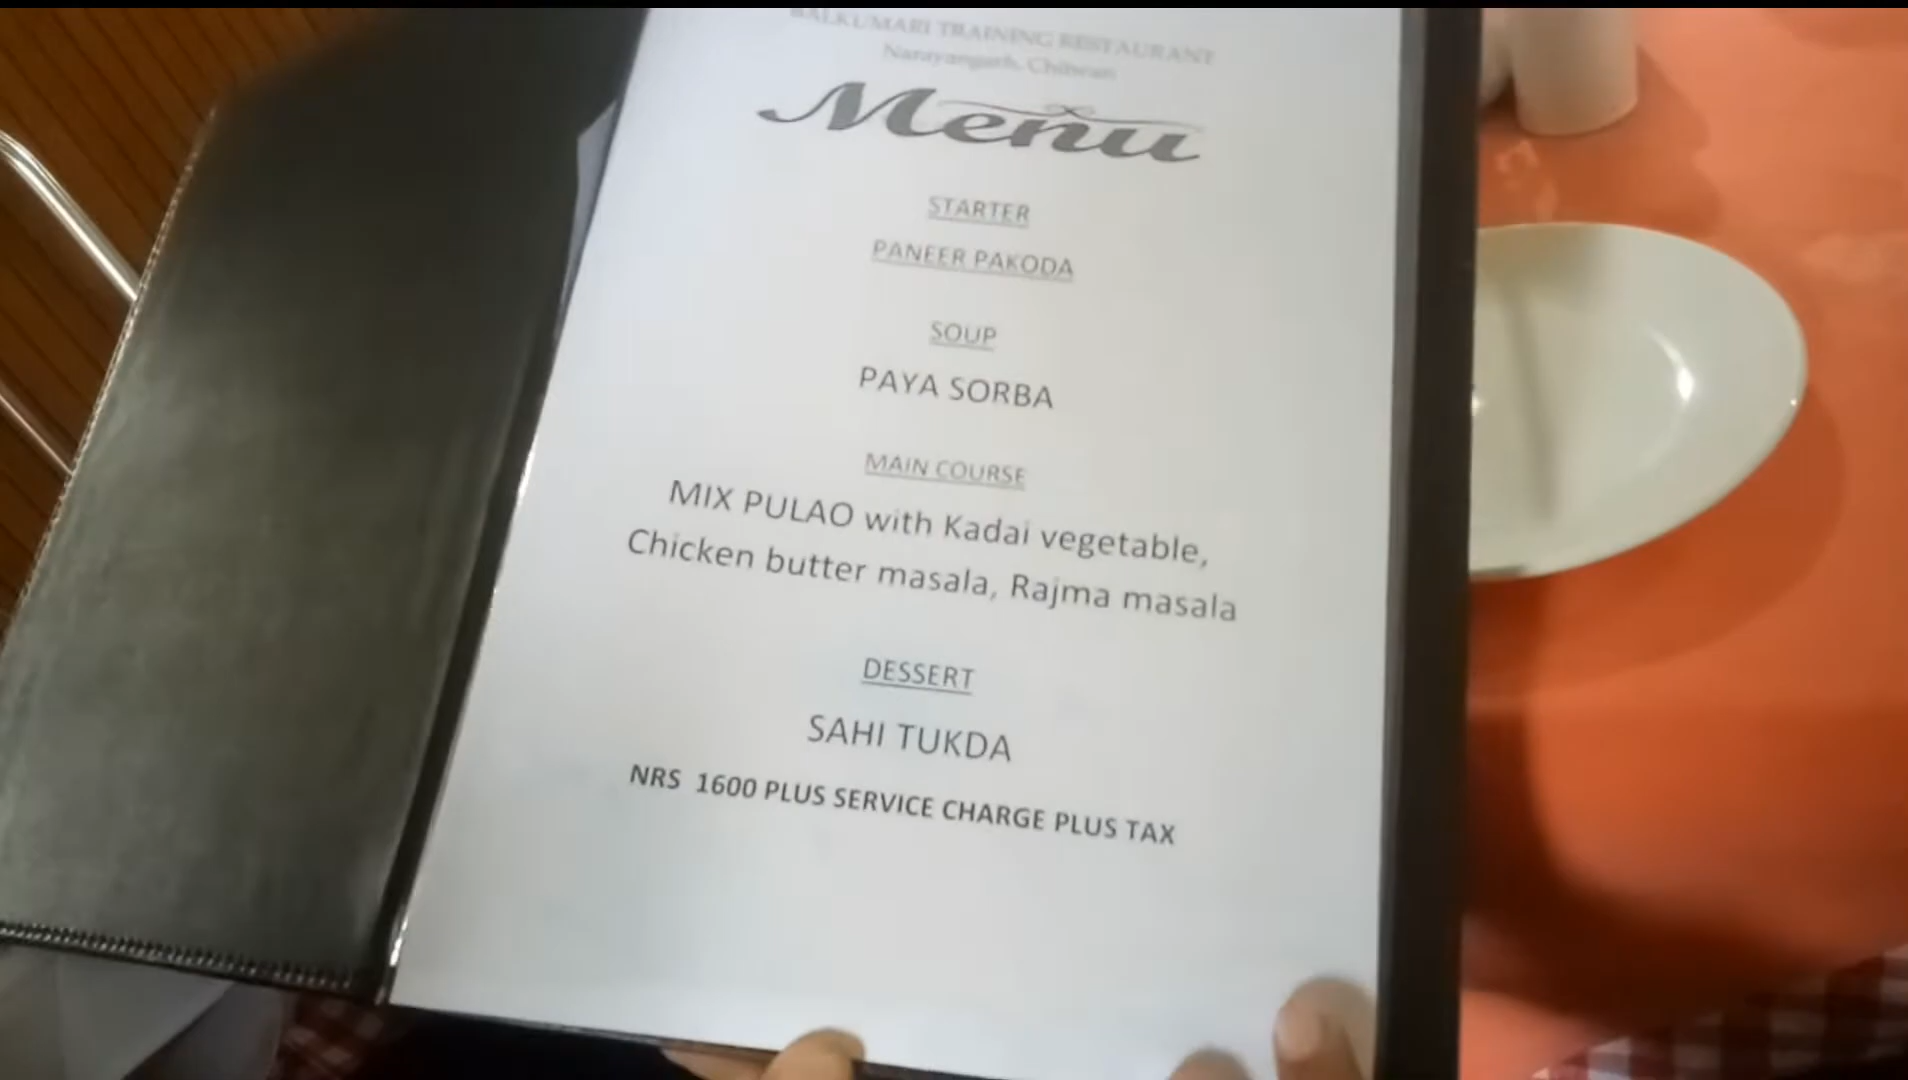 BALKUMARI TRAINING RESTAURANT
Narayangarh, Chitwan
Menu
STARTER
PANEER PAKODA
SOUP
PAYA SORBA
MAIN COURSE
MIX PULAO with Kadai vegetable,
Chicken butter masala, Rajma masala
DESSERT
SAHI TUKDA
NRS 1600 PLUS SERVICE CHARGE PLUS TAX